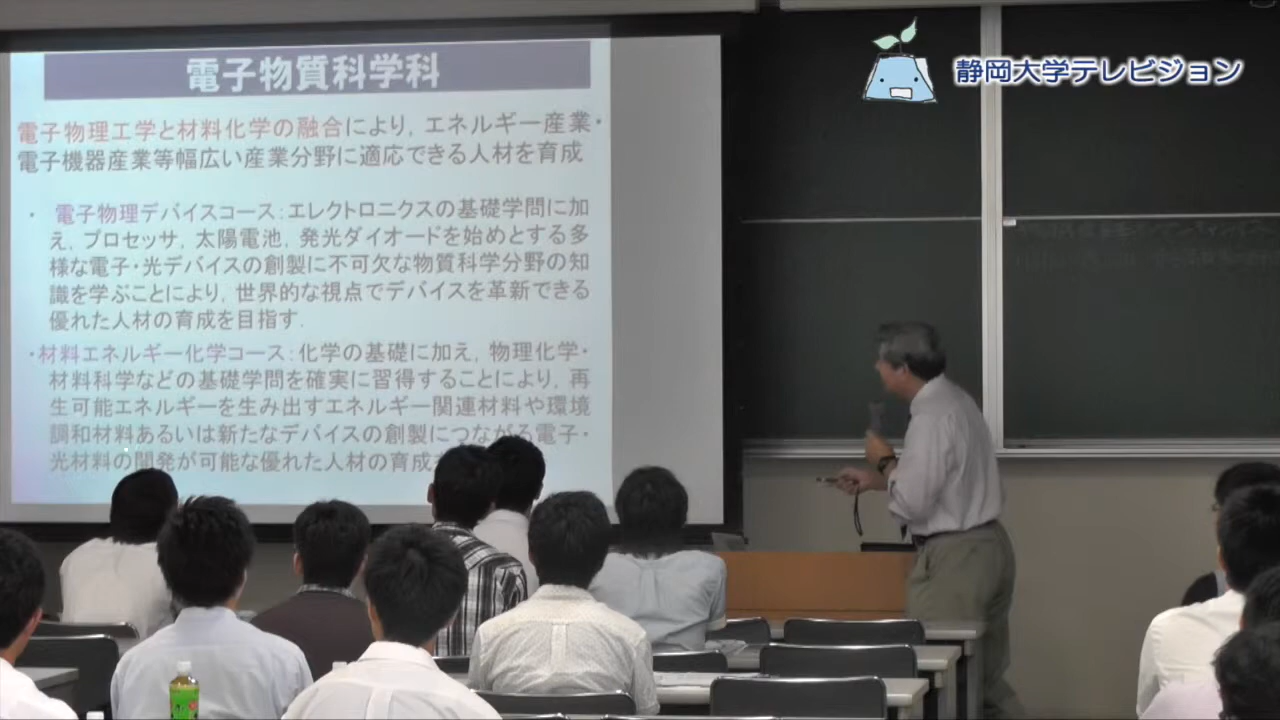 電子物質科学科
静岡大学テレビジョン
電子物理工学と材料化学の融合により，エネルギー産業・
電子機器産業等幅広い産業分野に適応できる人材を育成
・ 電子物理デバイスコース：エレクトロニクスの基礎学問に加
え，プロセッサ，太陽電池，発光ダイオードを始めとする多
様な電子・光デバイスの創製に不可欠な物質科学分野の知
識を学ぶことにより，世界的な視点でデバイスを革新できる
優れた人材の育成を目指す．
・材料エネルギー化学コース：化学の基礎に加え，物理化学・
材料科学などの基礎学問を確実に習得することにより，再
生可能エネルギーを生み出すエネルギー関連材料や環境
調和材料あるいは新たなデバイスの創製につながる電子・
光材料の開発が可能な優れた人材の育成